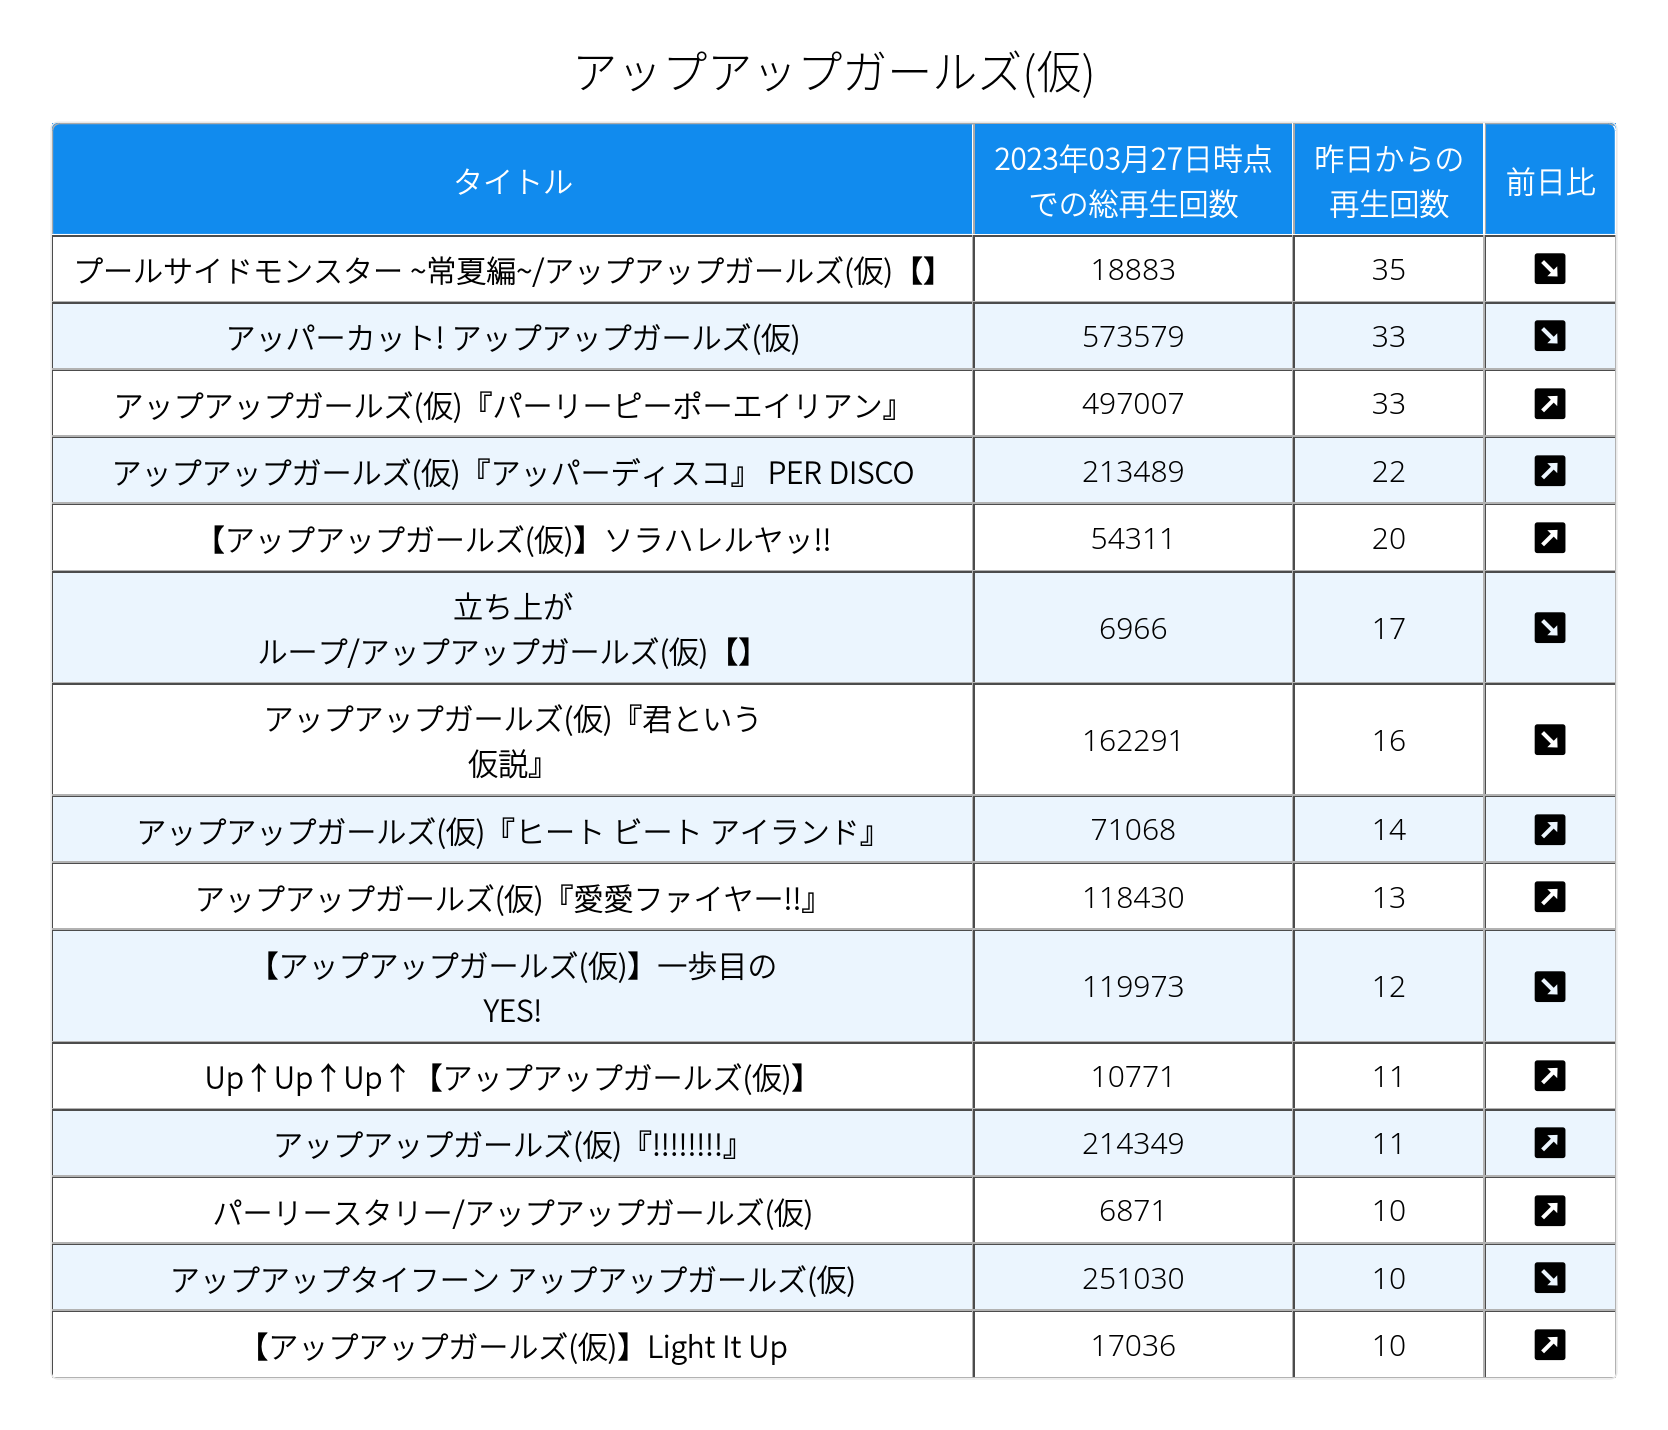 アップアップガールズ(仮)
タイトル
2023年03月27日時点
での総再生回数
昨日からの
再生回数
前日比
プールサイドモンスター ~常夏編~/アップアップガールズ(仮)【】
18883
35
アッパーカット! アップアップガールズ(仮)
573579
33
アップアップガールズ(仮)『パーリーピーポーエイリアン』
497007
33
アップアップガールズ(仮)『アッパーディスコ』 PER DISCO
213489
22
【アップアップガールズ(仮)】ソラハレルヤッ!!
54311
20
立ち上が
ループ/アップアップガールズ(仮)【】
6966
17
アップアップガールズ(仮)『君という
仮説』
162291
16
アップアップガールズ(仮)『ヒート ビート アイランド』
71068
14
アップアップガールズ(仮)『愛愛ファイヤー!!』
118430
13
【アップアップガールズ(仮)】一歩目の
YES!
119973
12
Up↑Up↑Up↑【アップアップガールズ(仮)】
10771
11
アップアップガールズ(仮)『!!!!!!!!』
214349
11
パーリースタリー/アップアップガールズ(仮)
6871
10
アップアップタイフーン アップアップガールズ(仮)
251030
10
【アップアップガールズ(仮)】Light It Up
17036
10